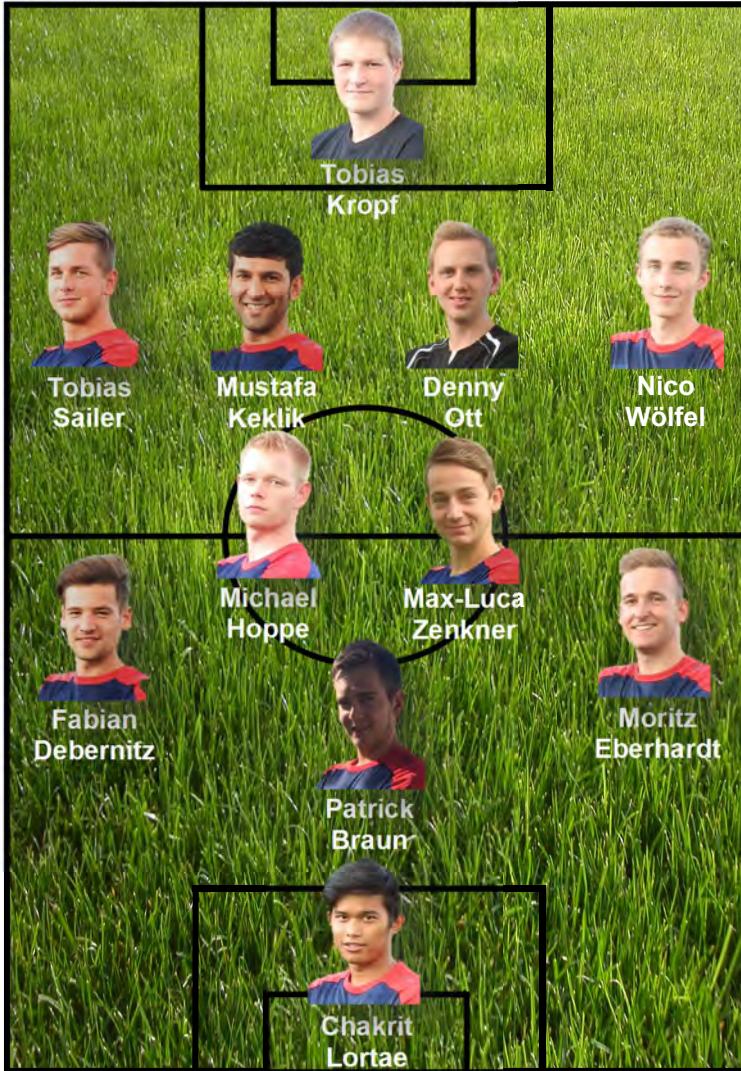 Tobias
Kropf
Tobias
Sailer
Mustafa
Keklik
Denny
Ott
Nico
Wölfel
Michael
Hoppe
Max-Luca
Zenkner
Fabian
Debernitz
Moritz
Eberhardt
Patrick
Braun
Chakrit
Lortae